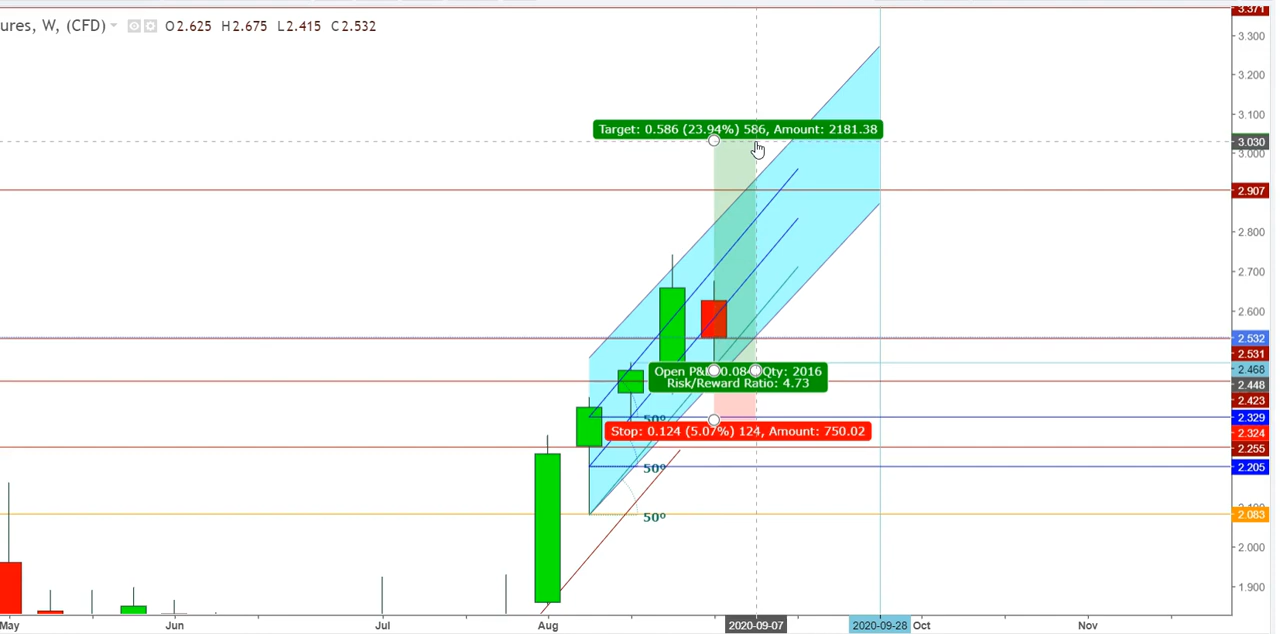 ures, W, (CFD) O2.625 H2.675 L2.415 C2.532
3.371
3.300
3.200
Target: 0.586 (23.94%) 586, Amount: 2181.38
3.100
3.030
3.000
2.907
2.800
2.700
2.600
2.532
2.531
2.468
Open P&L 0.084 Qty: 2016
Risk/Reward Ratio: 4.73
2.448
2.423
50º
2.329
Stop: 0.124 (5.07%) 124, Amount: 750.02
2.324
2.255
50º
2.205
50º
2.083
2.000
1.900
May Jun Jul Aug 2020-09-07 2020-09-28 Oct Nov